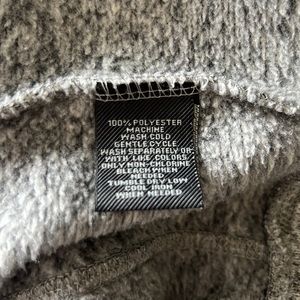 100% POLYESTER
MACHINE
WASH COLD
GENTLE CYCLE
WASH SEPARATELY OR
WITH LIKE COLORS
ONLY NON-CHLORINE
BLEACH WHEN
NEEDED
TUMBLE DRY LOW
COOL IRON
WHEN NEEDED